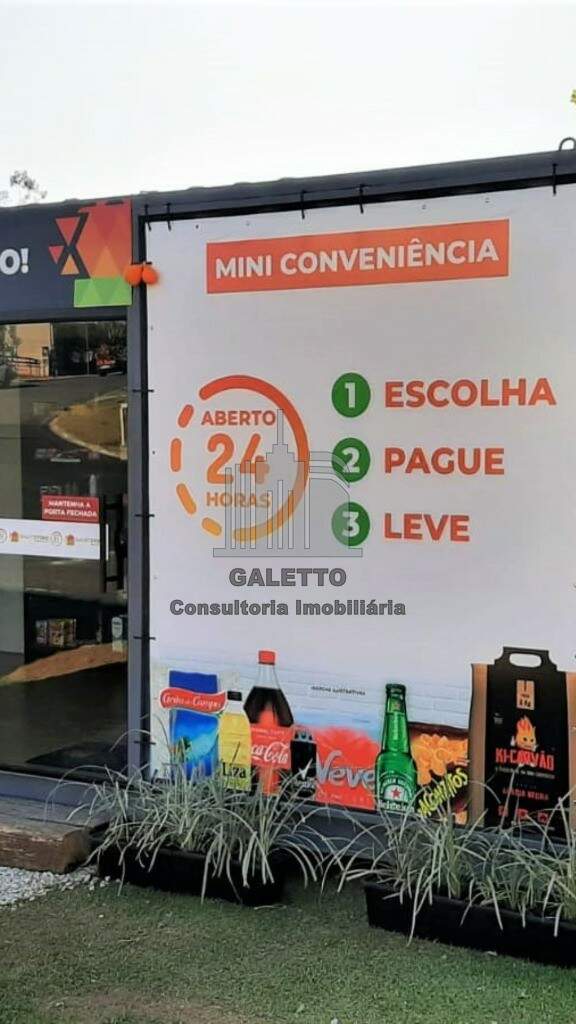 O!
MINI CONVENIÊNCIA
ABERTO
24
HORAS
1 ESCOLHA
2 PAGUE
3 LEVE
MANTENHA A
PORTA FECHADA
GALETTO
Consultoria Imobiliária
Liza
Coca-Cola
Neve
Heineken
KI-CARVÃO